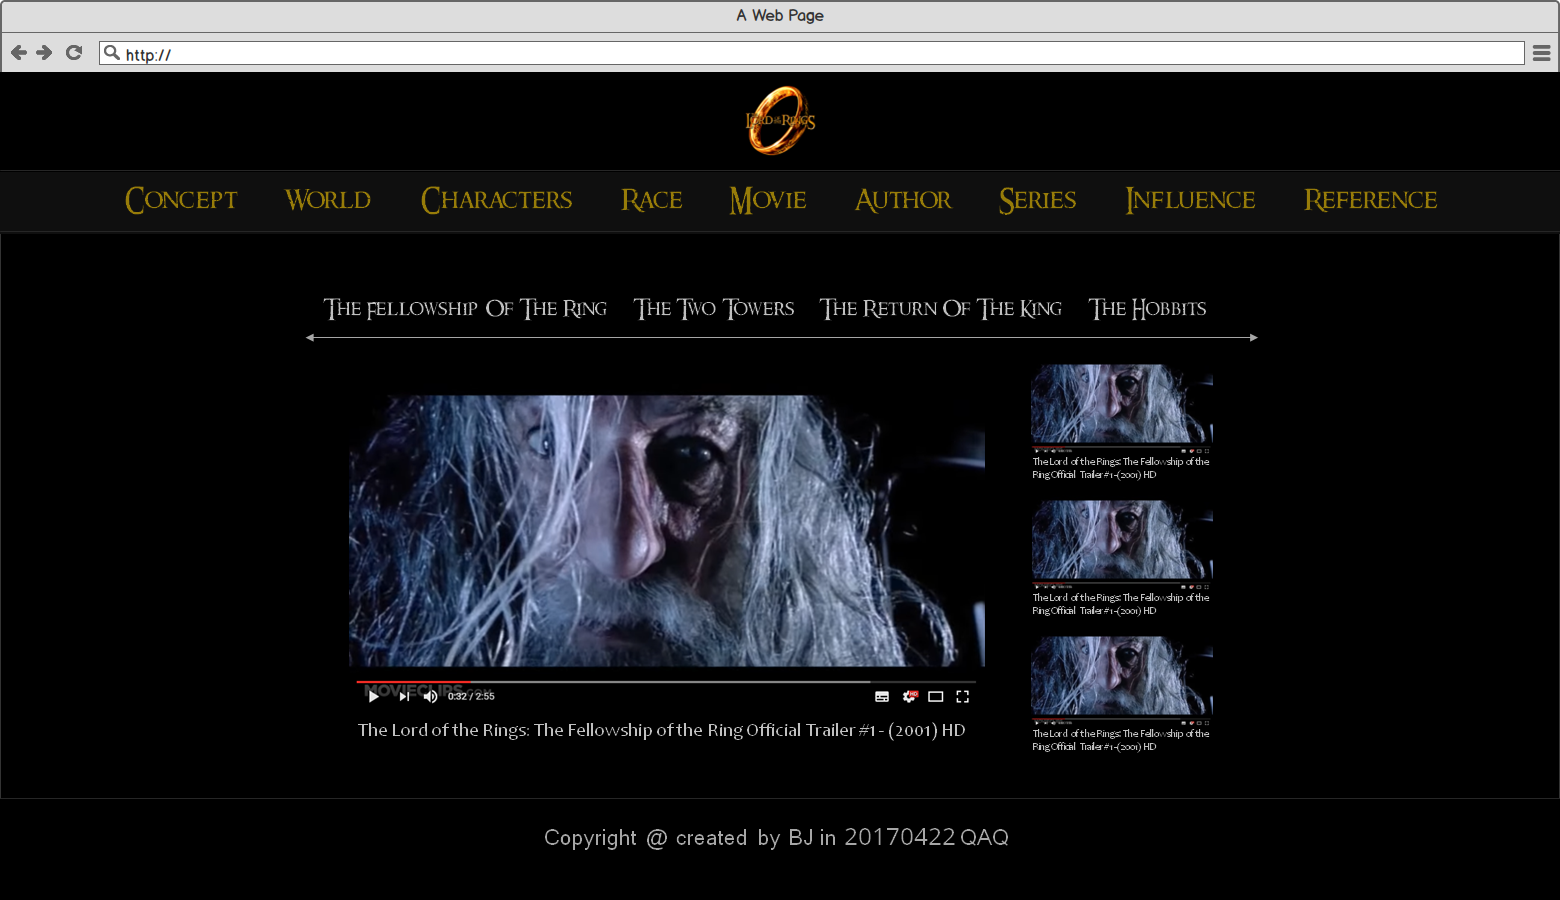 A Web Page
http://
Lord of the Rings
Concept World Characters Race Movie Author Series Influence Reference
The Fellowship Of The Ring The Two Towers The Return Of The King The Hobbits
The Lord of the Rings: The Fellowship of the
Ring Official Trailer #1-(2001) HD
The Lord of the Rings: The Fellowship of the
Ring Official Trailer #1-(2001) HD
The Lord of the Rings: The Fellowship of the
Ring Official Trailer #1-(2001) HD
MOVIECLIPS.COM
0:32 / 2:55
HD
The Lord of the Rings: The Fellowship of the Ring Official Trailer #1 - (2001) HD
Copyright @ created by BJ in 20170422 QAQ